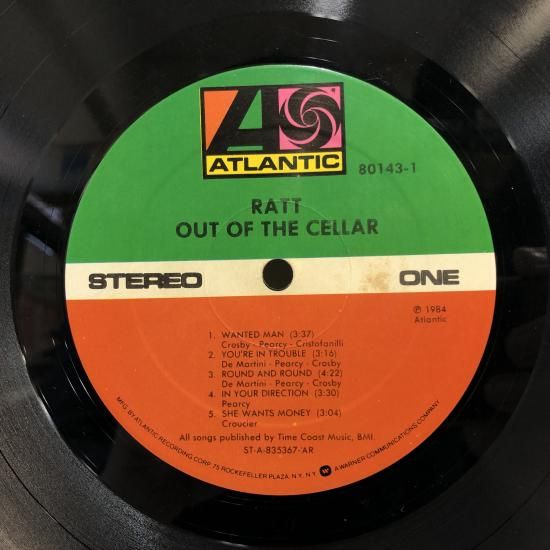 ATLANTIC
80143-1
RATT
OUT OF THE CELLAR
STEREO
ONE
℗ 1984
Atlantic
1. WANTED MAN (3:37)
Crosby - Pearcy - Cristofanilli
2. YOU'RE IN TROUBLE (3:16)
De Martini - Pearcy - Crosby
3. ROUND AND ROUND (4:22)
De Martini - Pearcy - Crosby
4. IN YOUR DIRECTION (3:30)
Pearcy
5. SHE WANTS MONEY (3:04)
Croucier
All songs published by Time Coast Music, BMI.
ST-A-835367-AR
MFG. BY ATLANTIC RECORDING CORP. 75 ROCKEFELLER PLAZA, N.Y. N.Y. W A WARNER COMMUNICATIONS COMPANY